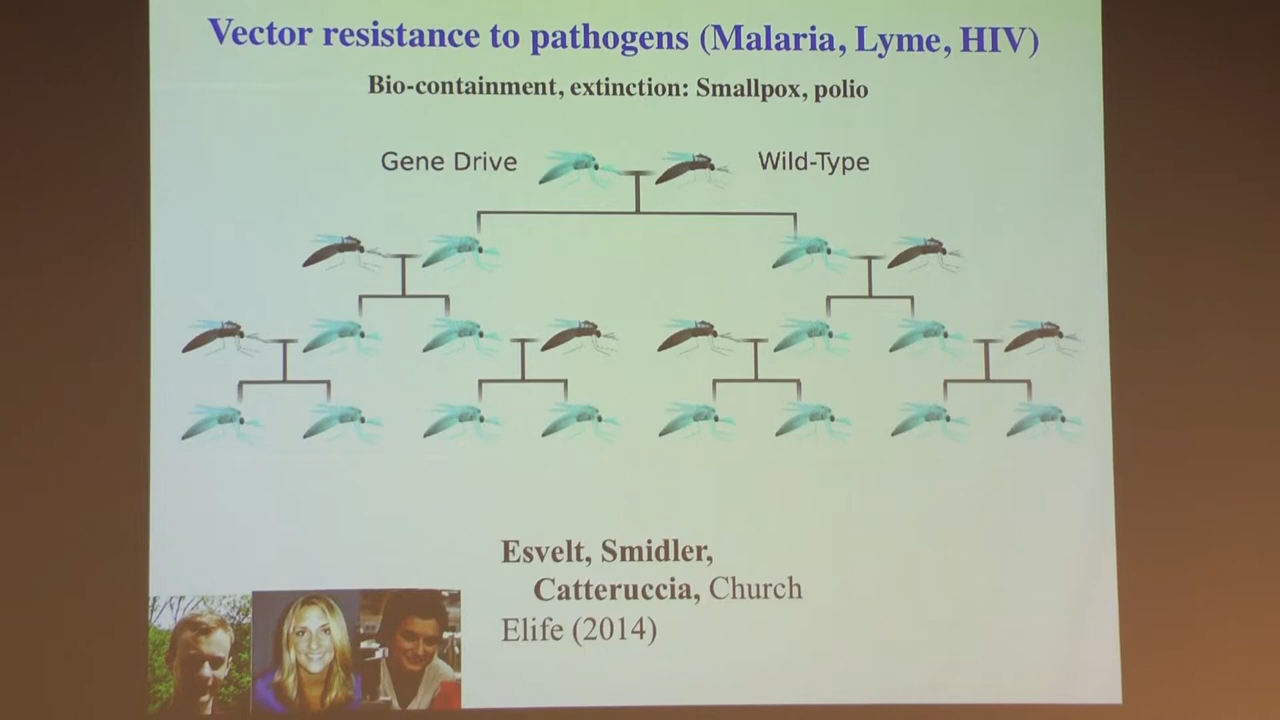 Vector resistance to pathogens (Malaria, Lyme, HIV)
Bio-containment, extinction: Smallpox, polio
Gene Drive
Wild-Type
Esvelt, Smidler,
Catteruccia, Church
Elife (2014)